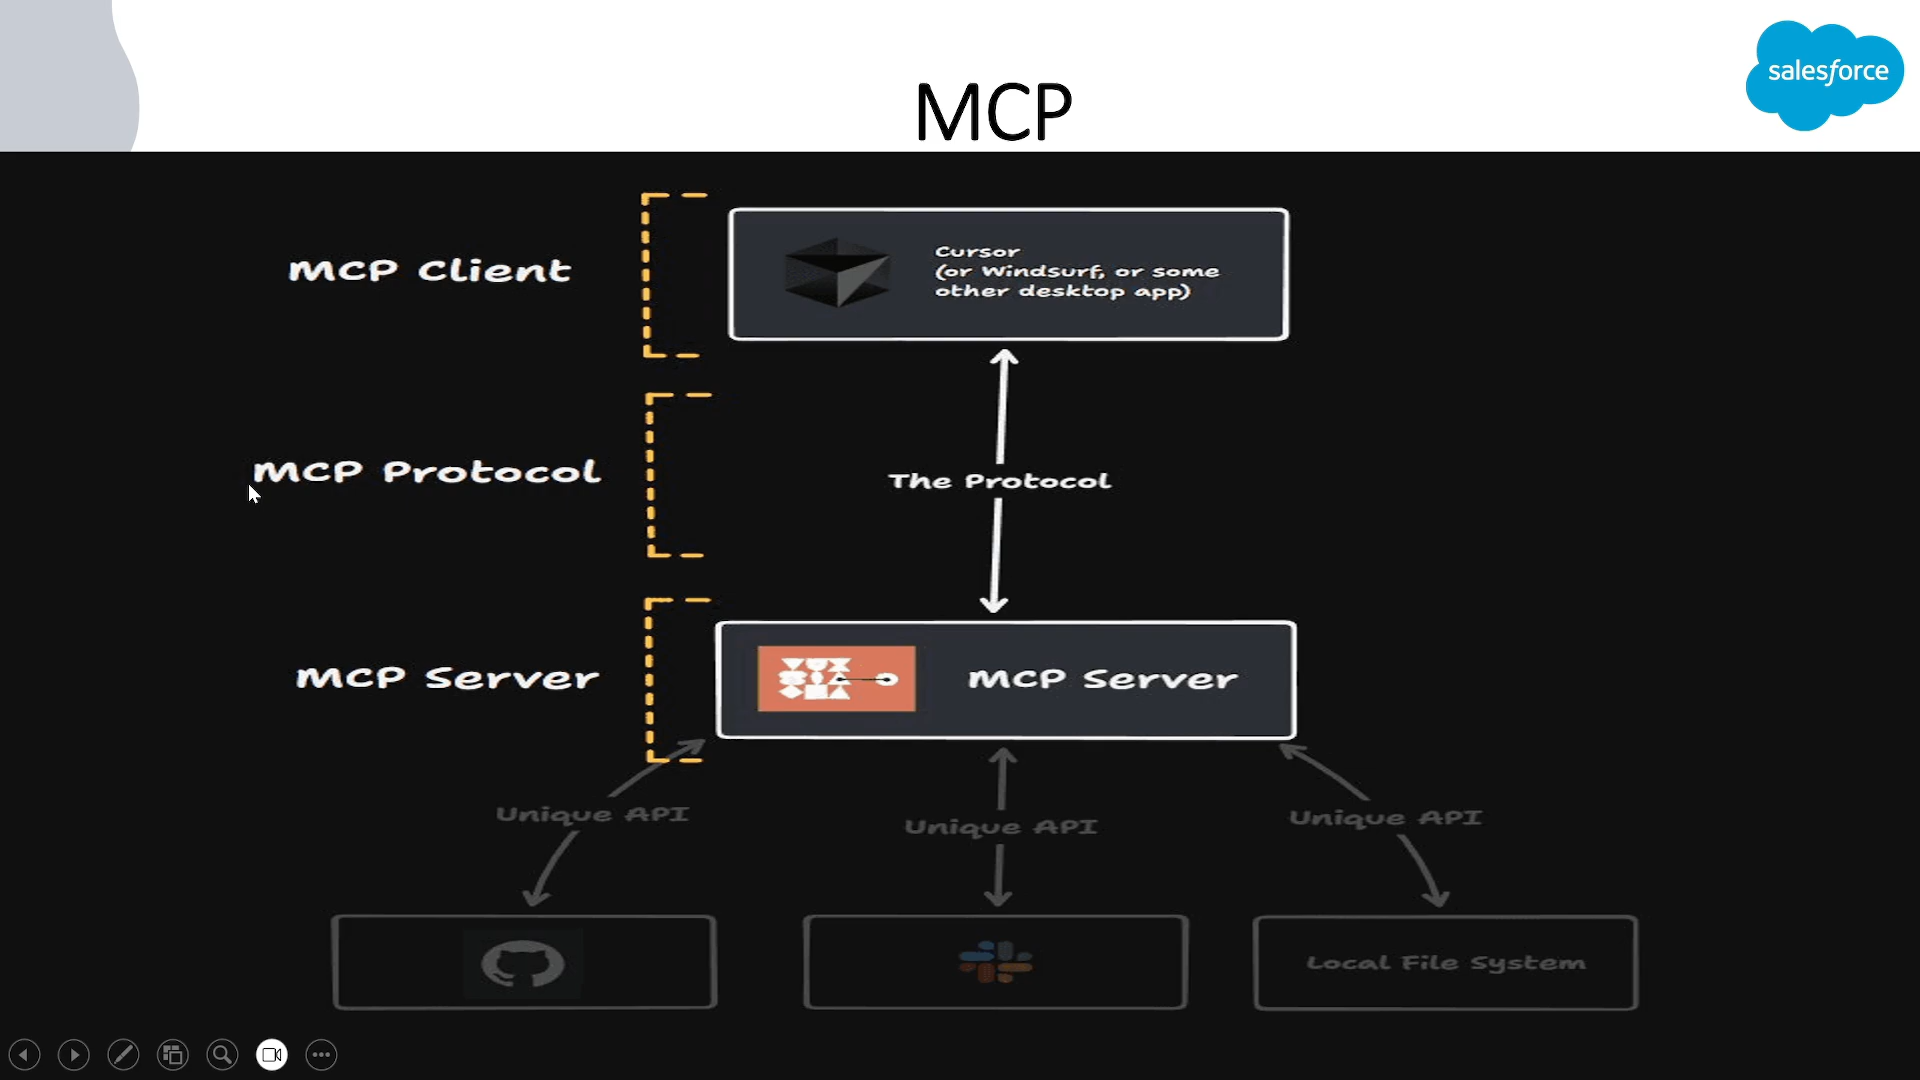 MCP
salesforce
MCP Client
Cursor
(or Windsurf, or some
other desktop app)
MCP Protocol
The Protocol
MCP Server
MCP Server
Unique API
Unique API
Unique API
Local File System